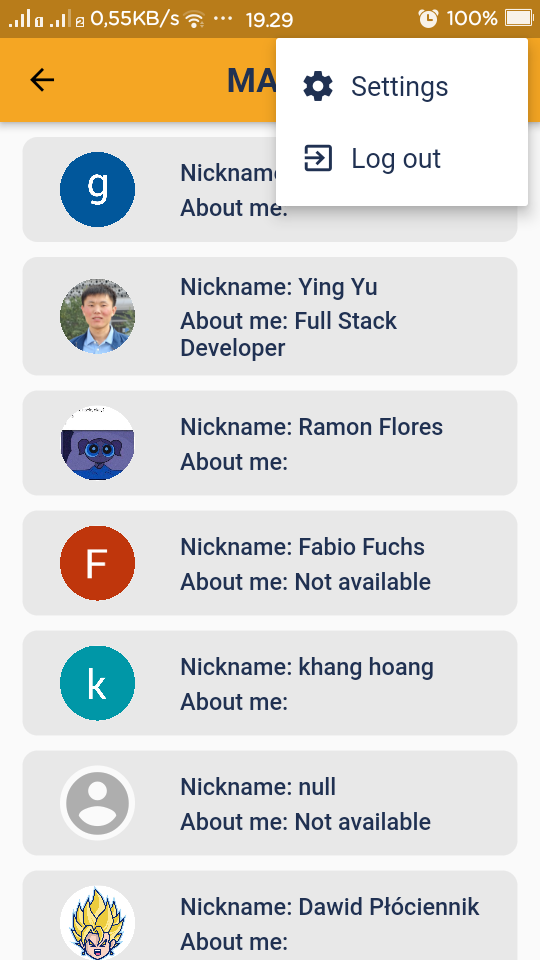 0,55KB/s ... 19.29 100%
MA
Settings
Log out
g
Nickname:
About me:
Nickname: Ying Yu
About me: Full Stack
Developer
Nickname: Ramon Flores
About me:
F
Nickname: Fabio Fuchs
About me: Not available
k
Nickname: khang hoang
About me:
Nickname: null
About me: Not available
Nickname: Dawid Płóciennik
About me: